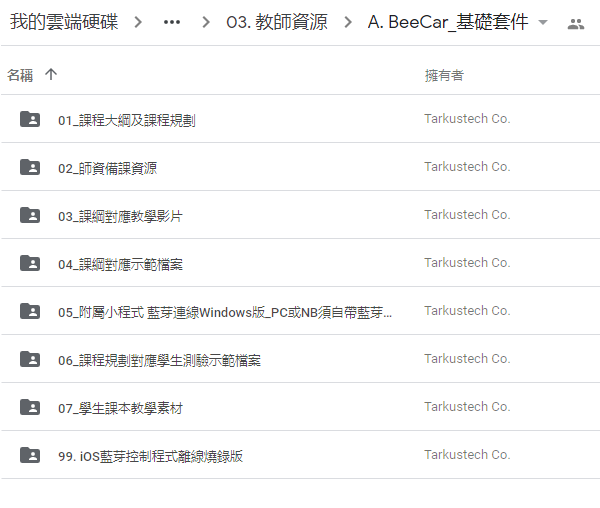 我的雲端硬碟 > ... > 03. 教師資源 > A. BeeCar_基礎套件
名稱 ↑ 擁有者
01_課程大綱及課程規劃 Tarkustech Co.
02_師資備課資源 Tarkustech Co.
03_課綱對應教學影片 Tarkustech Co.
04_課綱對應示範檔案 Tarkustech Co.
05_附屬小程式 藍芽連線Windows版_PC或NB須自帶藍芽... Tarkustech Co.
06_課程規劃對應學生測驗示範檔案 Tarkustech Co.
07_學生課本教學素材 Tarkustech Co.
99. iOS藍芽控制程式離線燒錄版 Tarkustech Co.